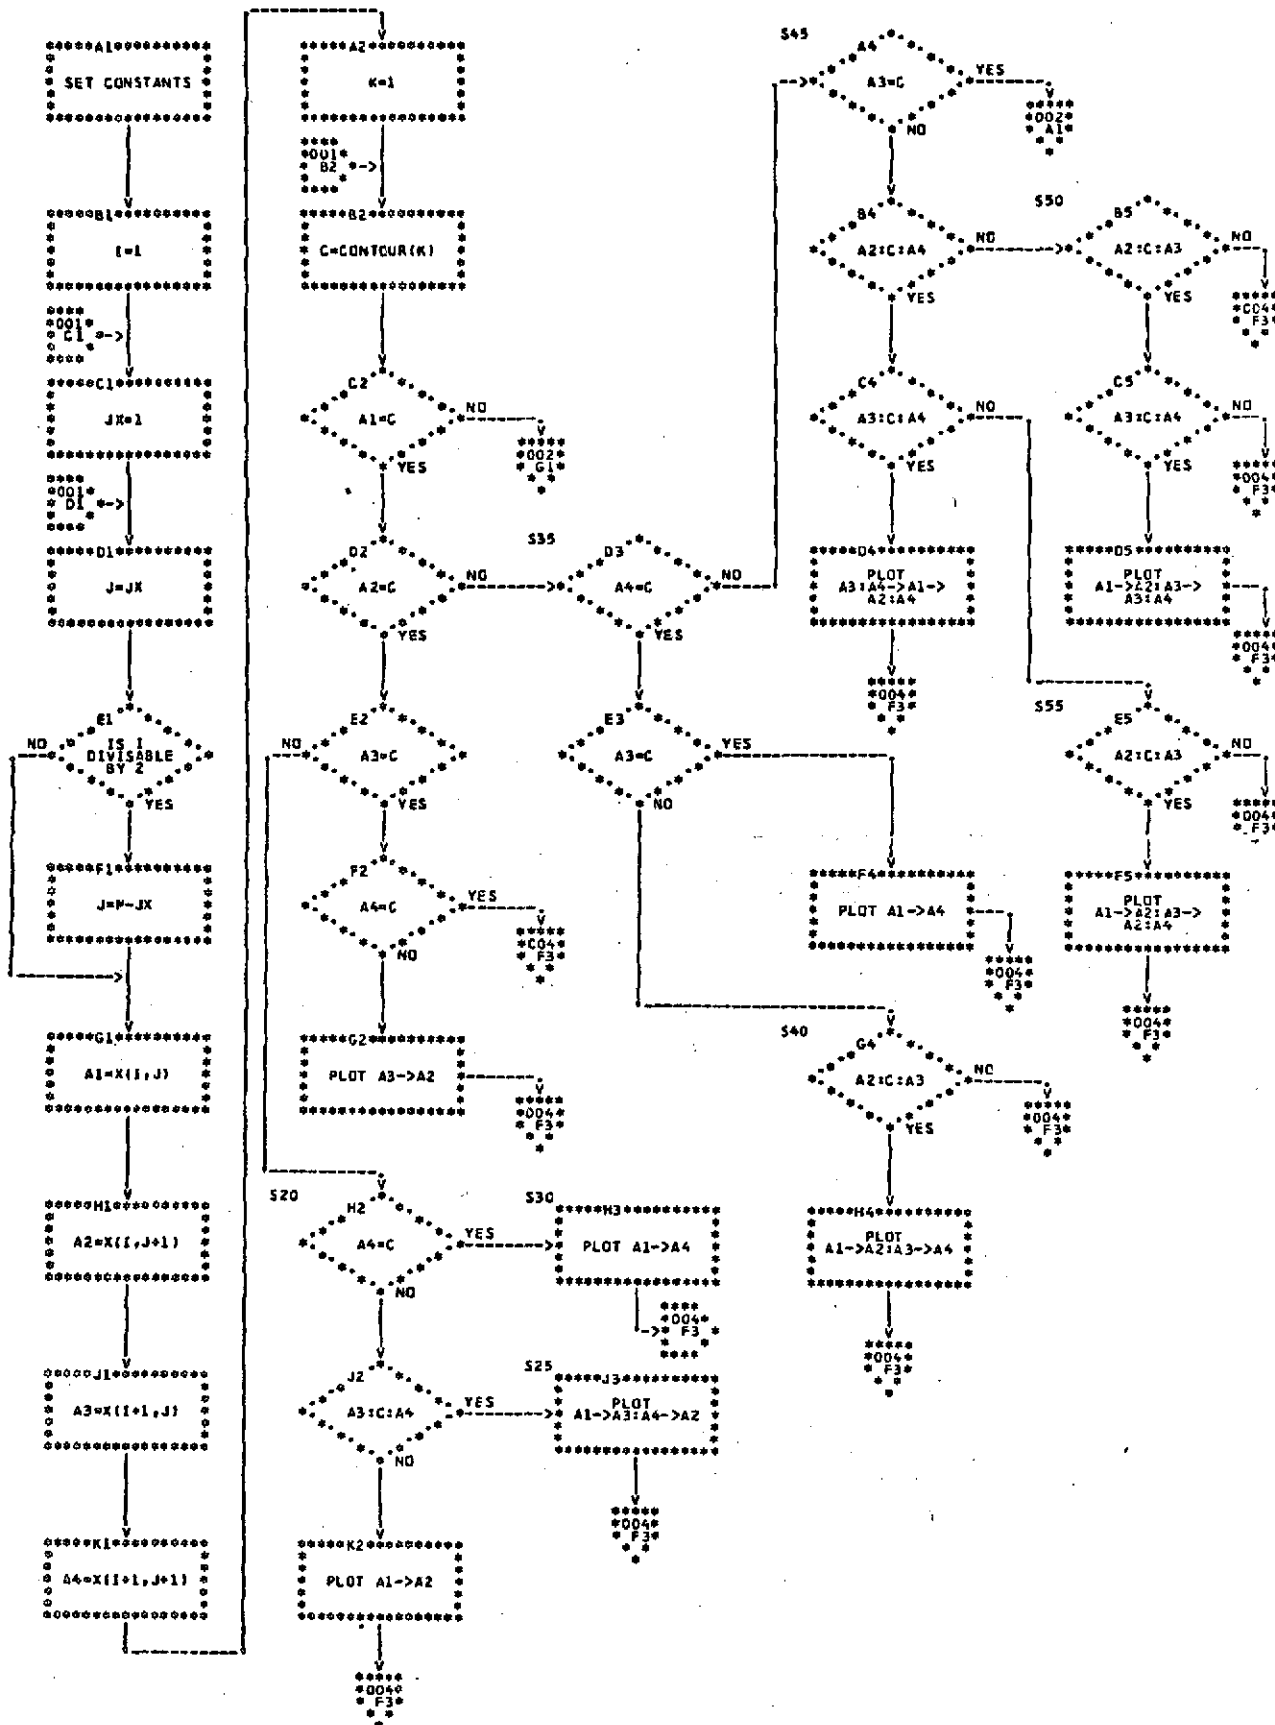 A1
SET CONSTANTS
B1
I=1
001
C1
C1
JX=1
001
D1
D1
J=JX
E1
NO
IS I
DIVISABLE
BY 2
YES
F1
J=M-JX
G1
A1=X(I,J)
H1
A2=X(I,J+1)
J1
A3=X(I+1,J)
K1
A4=X(I+1,J+1)
A2
K=1
001
B2
B2
C=CONTOUR(K)
C2
A1=C
NO
002
G1
YES
D2
A2=C
NO
YES
E2
NO
A3=C
YES
F2
A4=C
YES
004
F3
NO
G2
PLOT A3->A2
004
F3
S20
H2
A4=C
YES
NO
J2
A3:C:A4
YES
NO
K2
PLOT A1->A2
004
F3
S35
D3
A4=C
NO
YES
E3
A3=C
YES
NO
S30
H3
PLOT A1->A4
004
F3
S25
J3
PLOT
A1->A3:A4->A2
004
F3
S45
A4
A3=C
YES
002
A1
NO
B4
A2:C:A4
NO
YES
C4
A3:C:A4
NO
YES
D4
PLOT
A3:A4->A1->
A2:A4
004
F3
F4
PLOT A1->A4
004
F3
S40
G4
A2:C:A3
NO
004
F3
YES
H4
PLOT
A1->A2:A3->A4
004
F3
S50
B5
A2:C:A3
NO
004
F3
YES
C5
A3:C:A4
NO
004
F3
YES
D5
PLOT
A1->A2:A3->
A3:A4
004
F3
S55
E5
A2:C:A3
NO
004
F3
YES
F5
PLOT
A1->A2:A3->
A2:A4
004
F3